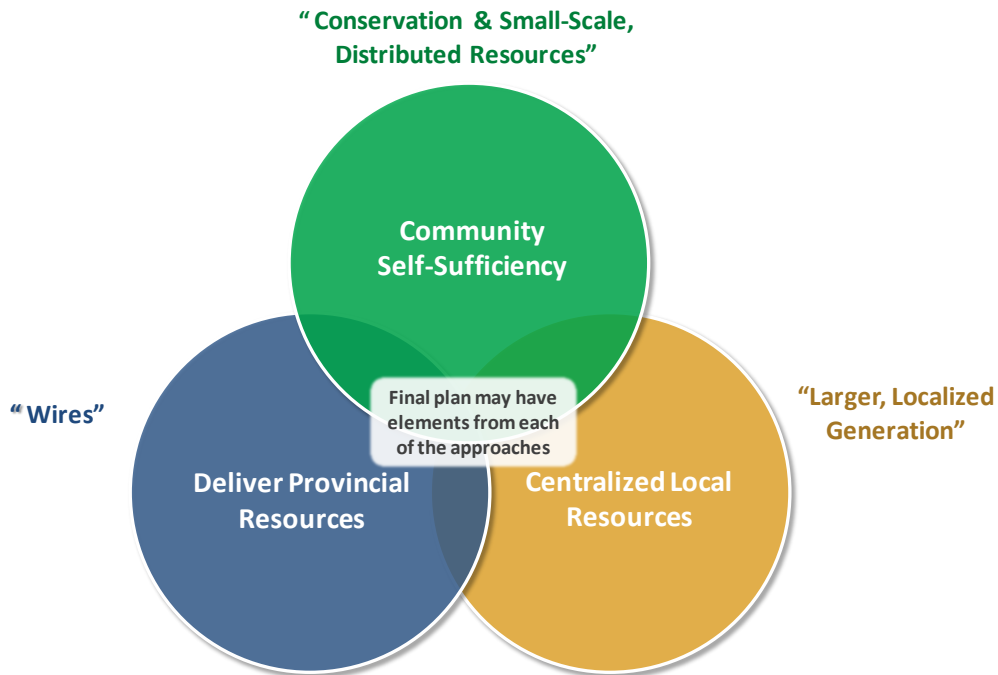 “ Conservation & Small-Scale,
Distributed Resources”
Community
Self-Sufficiency
“ Wires”
Final plan may have
elements from each
of the approaches
“Larger, Localized
Generation”
Deliver Provincial
Resources
Centralized Local
Resources